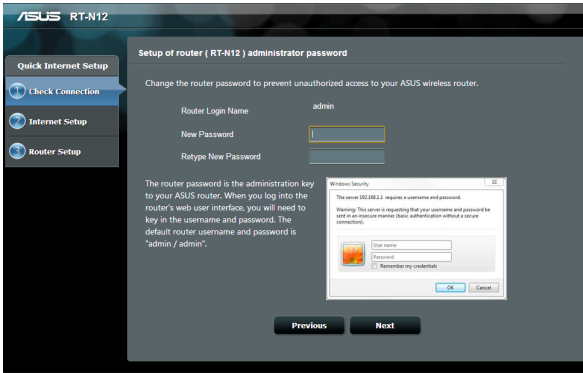 ASUS RT-N12
Quick Internet Setup
1 Check Connection
2 Internet Setup
3 Router Setup
Setup of router ( RT-N12 ) administrator password
Change the router password to prevent unauthorized access to your ASUS wireless router.
Router Login Name admin
New Password
Retype New Password
The router password is the administration key
to your ASUS router. When you log into the
router's web user interface, you will need to
key in the username and password. The
default router username and password is
"admin / admin".
Windows Security
The server 192.168.1.1 requires a username and password.
Warning: This server is requesting that your username and password be
sent in an insecure manner (basic authentication without a secure
connection).
User name
Password
Remember my credentials
OK Cancel
Previous Next